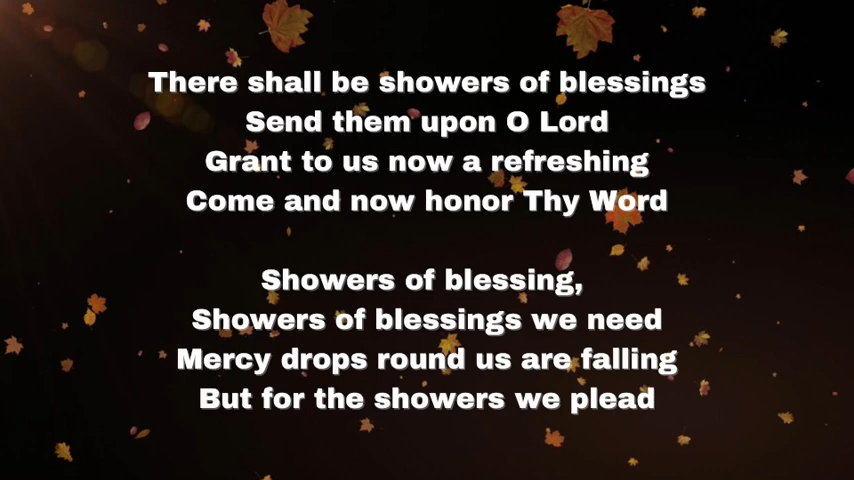 There shall be showers of blessings
Send them upon O Lord
Grant to us now a refreshing
Come and now honor Thy Word
Showers of blessing,
Showers of blessings we need
Mercy drops round us are falling
But for the showers we plead